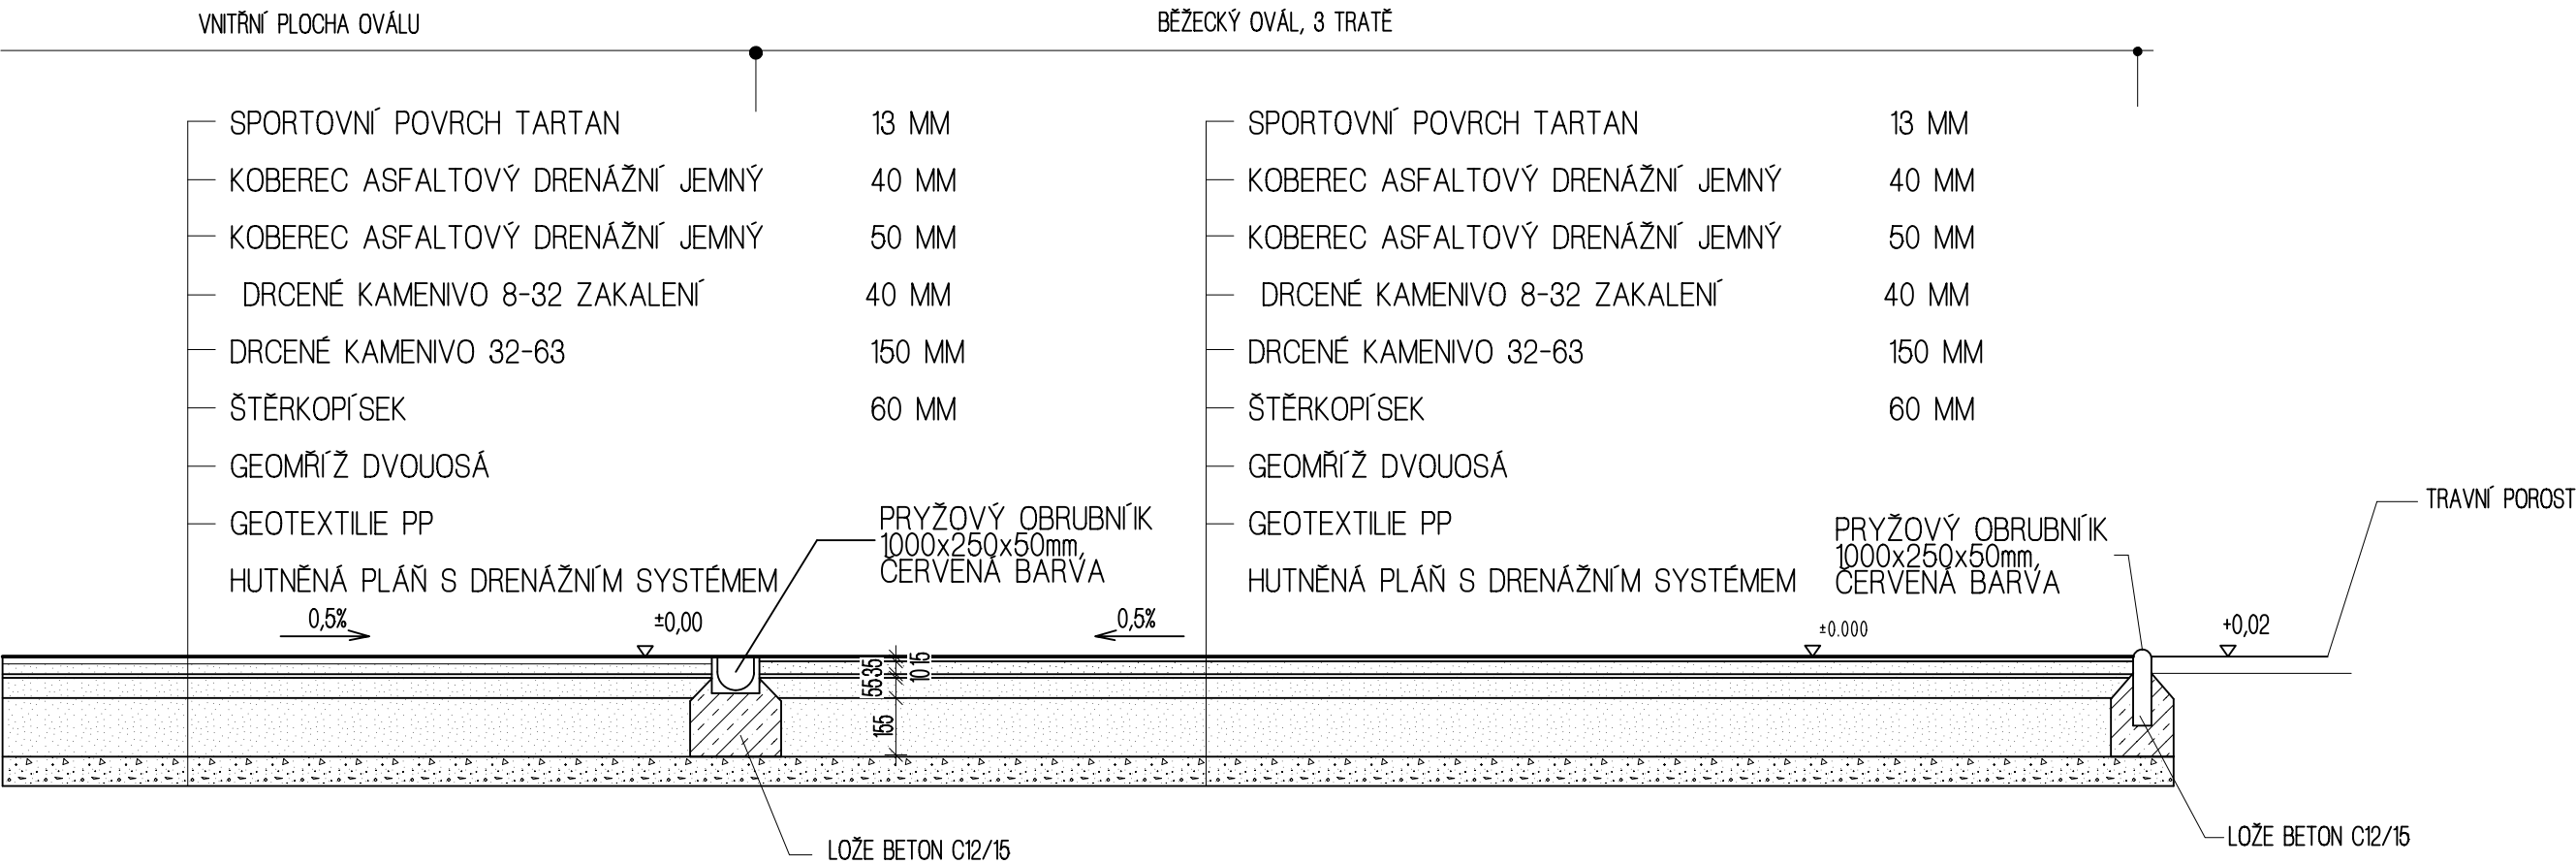 VNITŘNÍ PLOCHA OVÁLU
BĚŽECKÝ OVÁL, 3 TRATĚ
SPORTOVNÍ POVRCH TARTAN 13 MM
KOBEREC ASFALTOVÝ DRENÁŽNÍ JEMNÝ 40 MM
KOBEREC ASFALTOVÝ DRENÁŽNÍ JEMNÝ 50 MM
DRCENÉ KAMENIVO 8-32 ZAKALENÍ 40 MM
DRCENÉ KAMENIVO 32-63 150 MM
ŠTĚRKOPÍSEK 60 MM
GEOMŘÍŽ DVOUOSÁ
GEOTEXTILIE PP
HUTNĚNÁ PLÁŇ S DRENÁŽNÍM SYSTÉMEM
PRYŽOVÝ OBRUBNÍIK
1000x250x50mm,
ČERVENÁ BARVA
SPORTOVNÍ POVRCH TARTAN 13 MM
KOBEREC ASFALTOVÝ DRENÁŽNÍ JEMNÝ 40 MM
KOBEREC ASFALTOVÝ DRENÁŽNÍ JEMNÝ 50 MM
DRCENÉ KAMENIVO 8-32 ZAKALENÍ 40 MM
DRCENÉ KAMENIVO 32-63 150 MM
ŠTĚRKOPÍSEK 60 MM
GEOMŘÍŽ DVOUOSÁ
GEOTEXTILIE PP
HUTNĚNÁ PLÁŇ S DRENÁŽNÍM SYSTÉMEM
PRYŽOVÝ OBRUBNÍIK
1000x250x50mm,
ČERVENÁ BARVA
TRAVNÍ POROST
0,5%
±0,00
0,5%
±0.000
+0,02
15
35
10
55
155
LOŽE BETON C12/15
LOŽE BETON C12/15